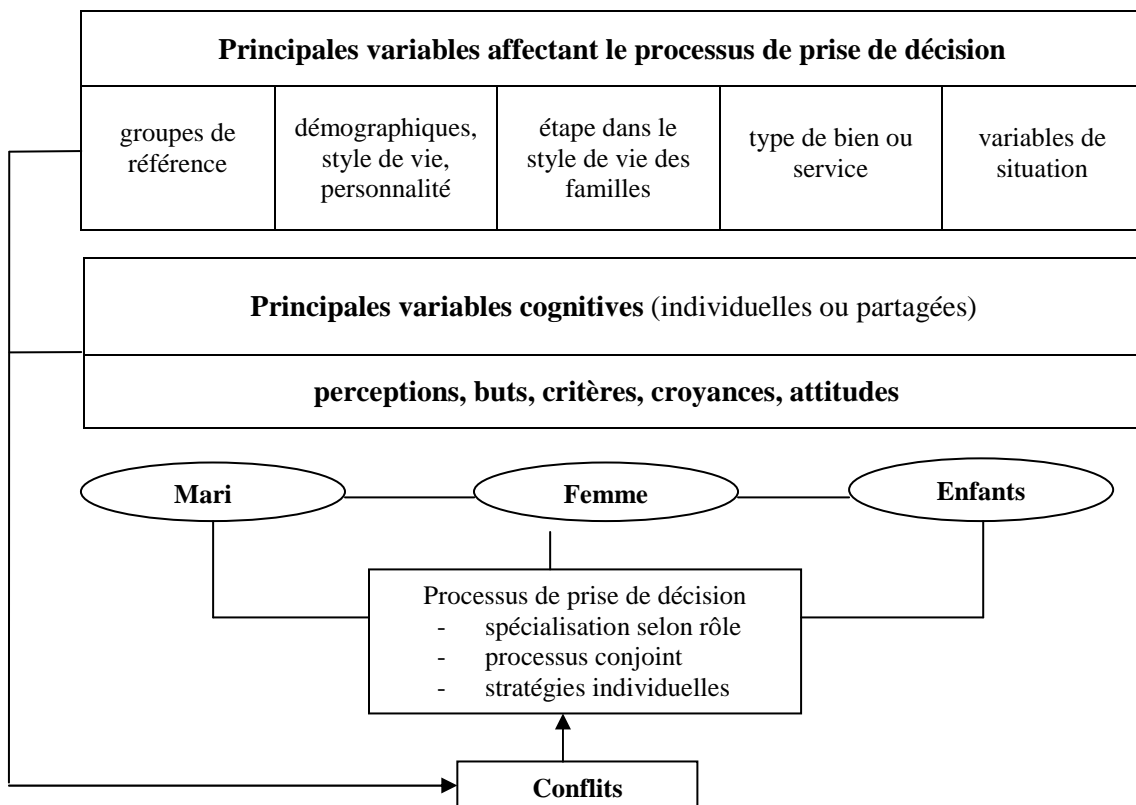 Principales variables affectant le processus de prise de décision
groupes de
référence
démographiques,
style de vie,
personnalité
étape dans le
style de vie des
familles
type de bien ou
service
variables de
situation
Principales variables cognitives (individuelles ou partagées)
perceptions, buts, critères, croyances, attitudes
Mari
Femme
Enfants
Processus de prise de décision
- spécialisation selon rôle
- processus conjoint
- stratégies individuelles
Conflits